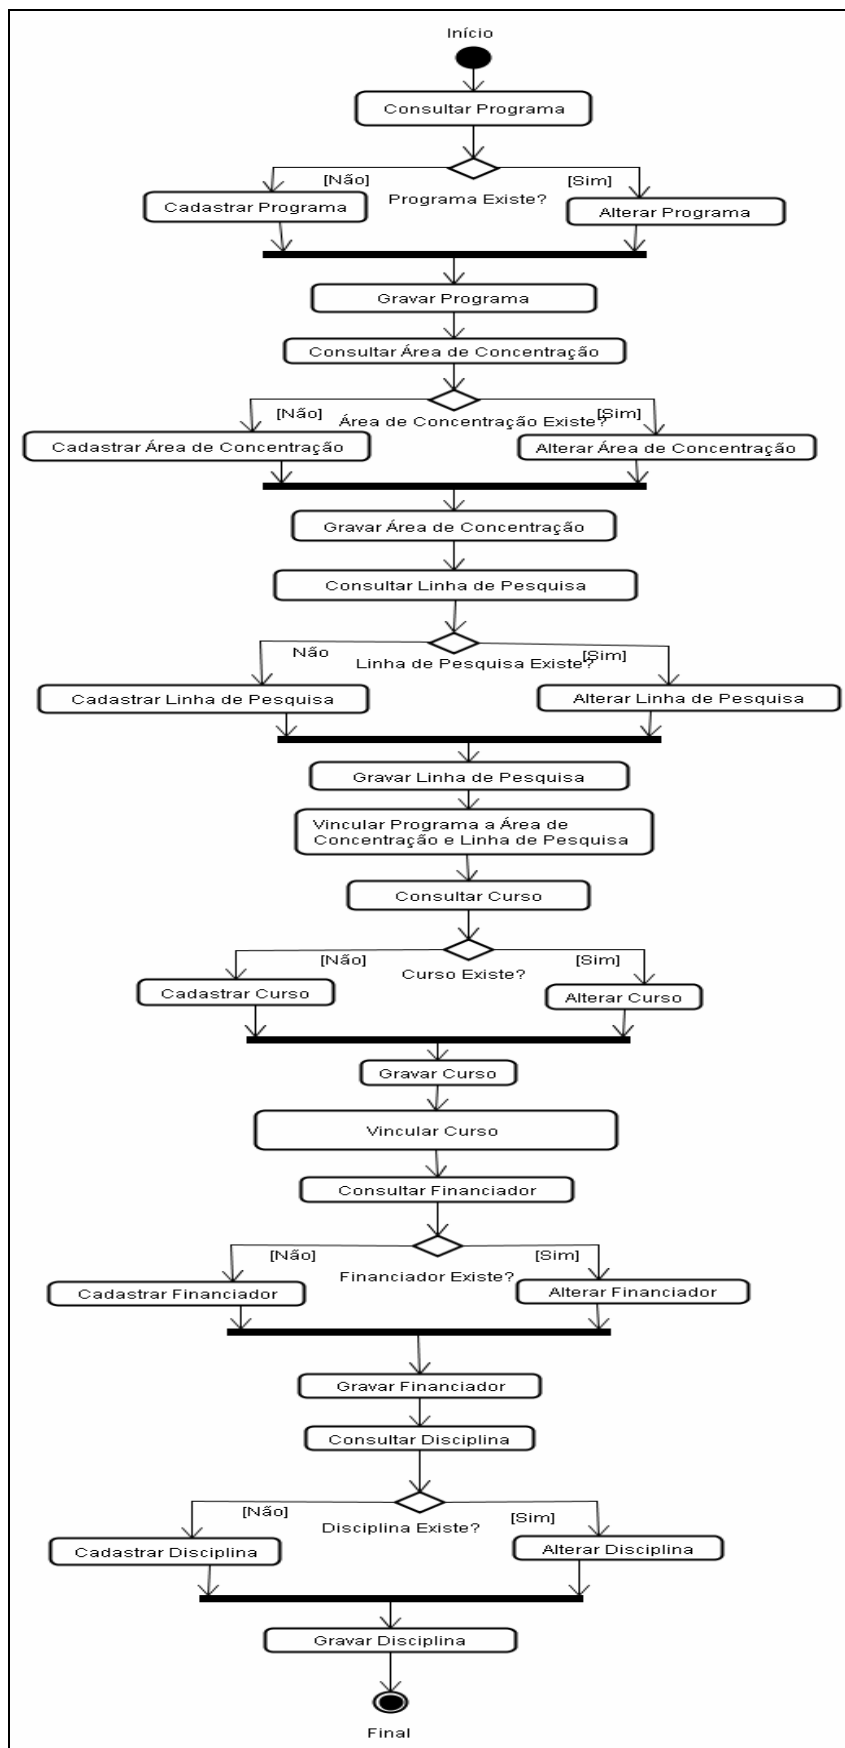 Início
Consultar Programa
[Não]
[Sim]
Programa Existe?
Cadastrar Programa
Alterar Programa
Gravar Programa
Consultar Área de Concentração
[Não]
[Sim]
Área de Concentração Existe?
Cadastrar Área de Concentração
Alterar Área de Concentração
Gravar Área de Concentração
Consultar Linha de Pesquisa
Não
[Sim]
Linha de Pesquisa Existe?
Cadastrar Linha de Pesquisa
Alterar Linha de Pesquisa
Gravar Linha de Pesquisa
Vincular Programa a Área de
Concentração e Linha de Pesquisa
Consultar Curso
[Não]
[Sim]
Curso Existe?
Cadastrar Curso
Alterar Curso
Gravar Curso
Vincular Curso
Consultar Financiador
[Não]
[Sim]
Financiador Existe?
Cadastrar Financiador
Alterar Financiador
Gravar Financiador
Consultar Disciplina
[Não]
[Sim]
Disciplina Existe?
Cadastrar Disciplina
Alterar Disciplina
Gravar Disciplina
Final